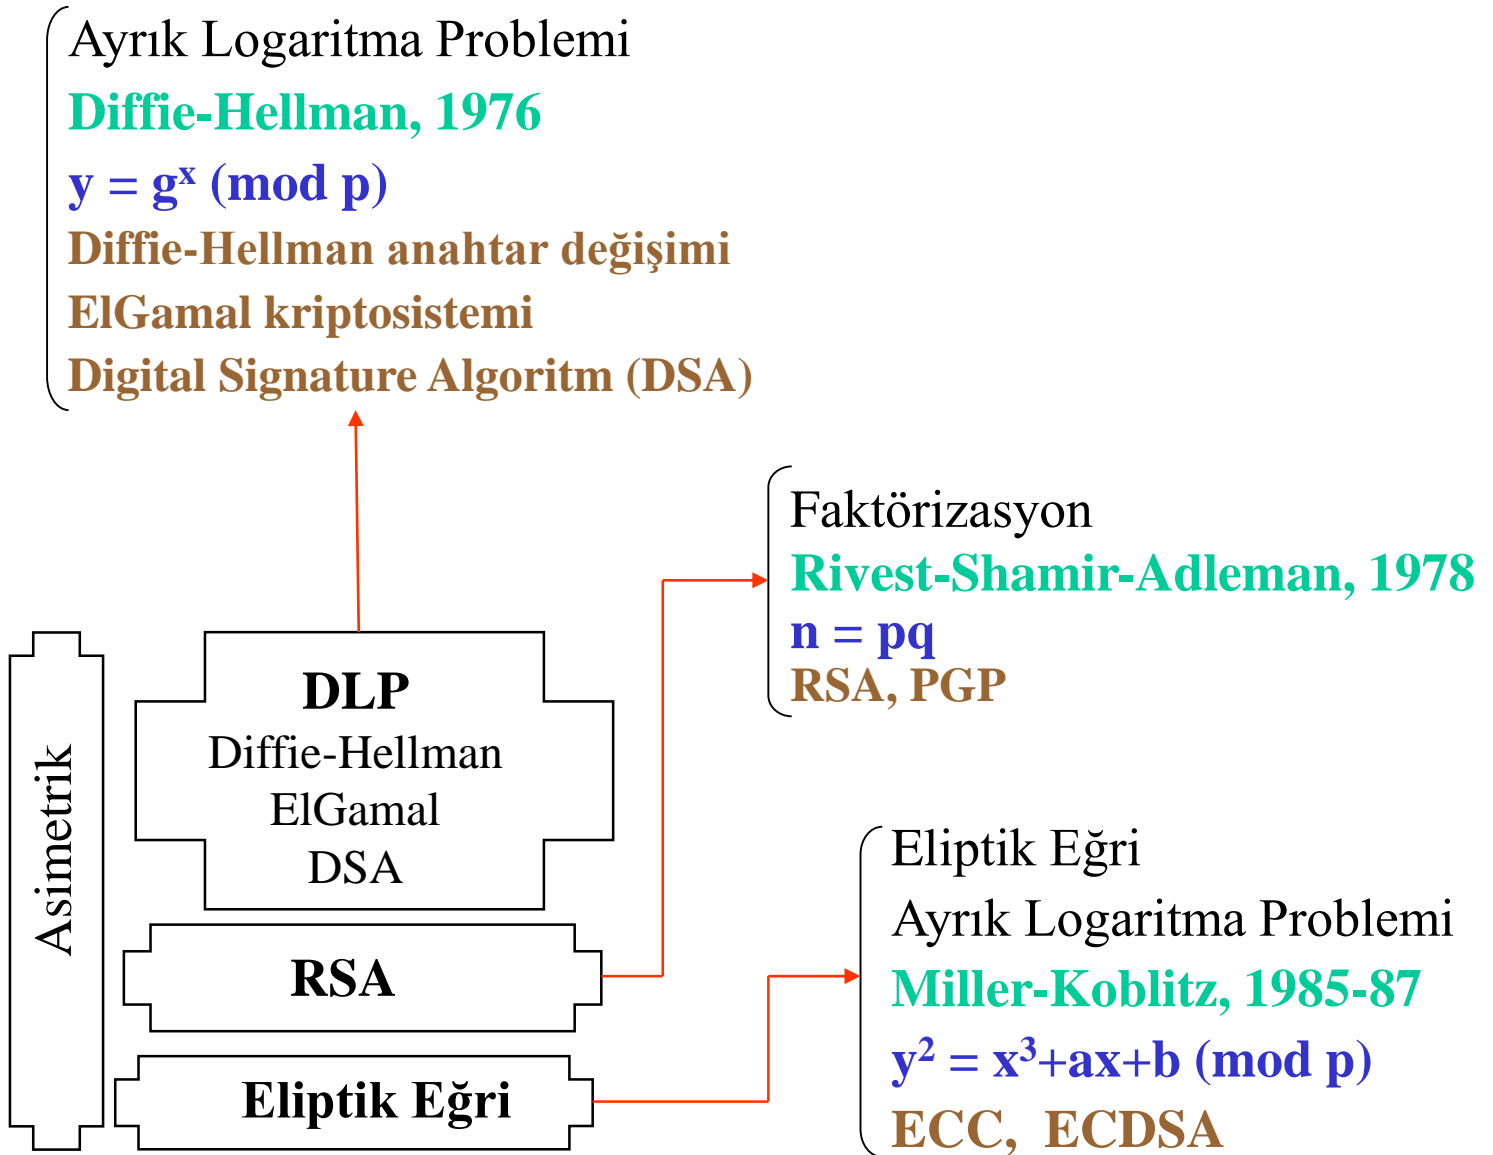 Ayrık Logaritma Problemi
Diffie-Hellman, 1976
y = gˣ (mod p)
Diffie-Hellman anahtar değişimi
ElGamal kriptosistemi
Digital Signature Algoritm (DSA)
Faktörizasyon
Rivest-Shamir-Adleman, 1978
n = pq
RSA, PGP
Asimetrik
DLP
Diffie-Hellman
ElGamal
DSA
RSA
Eliptik Eğri
Eliptik Eğri
Ayrık Logaritma Problemi
Miller-Koblitz, 1985-87
y² = x³+ax+b (mod p)
ECC, ECDSA